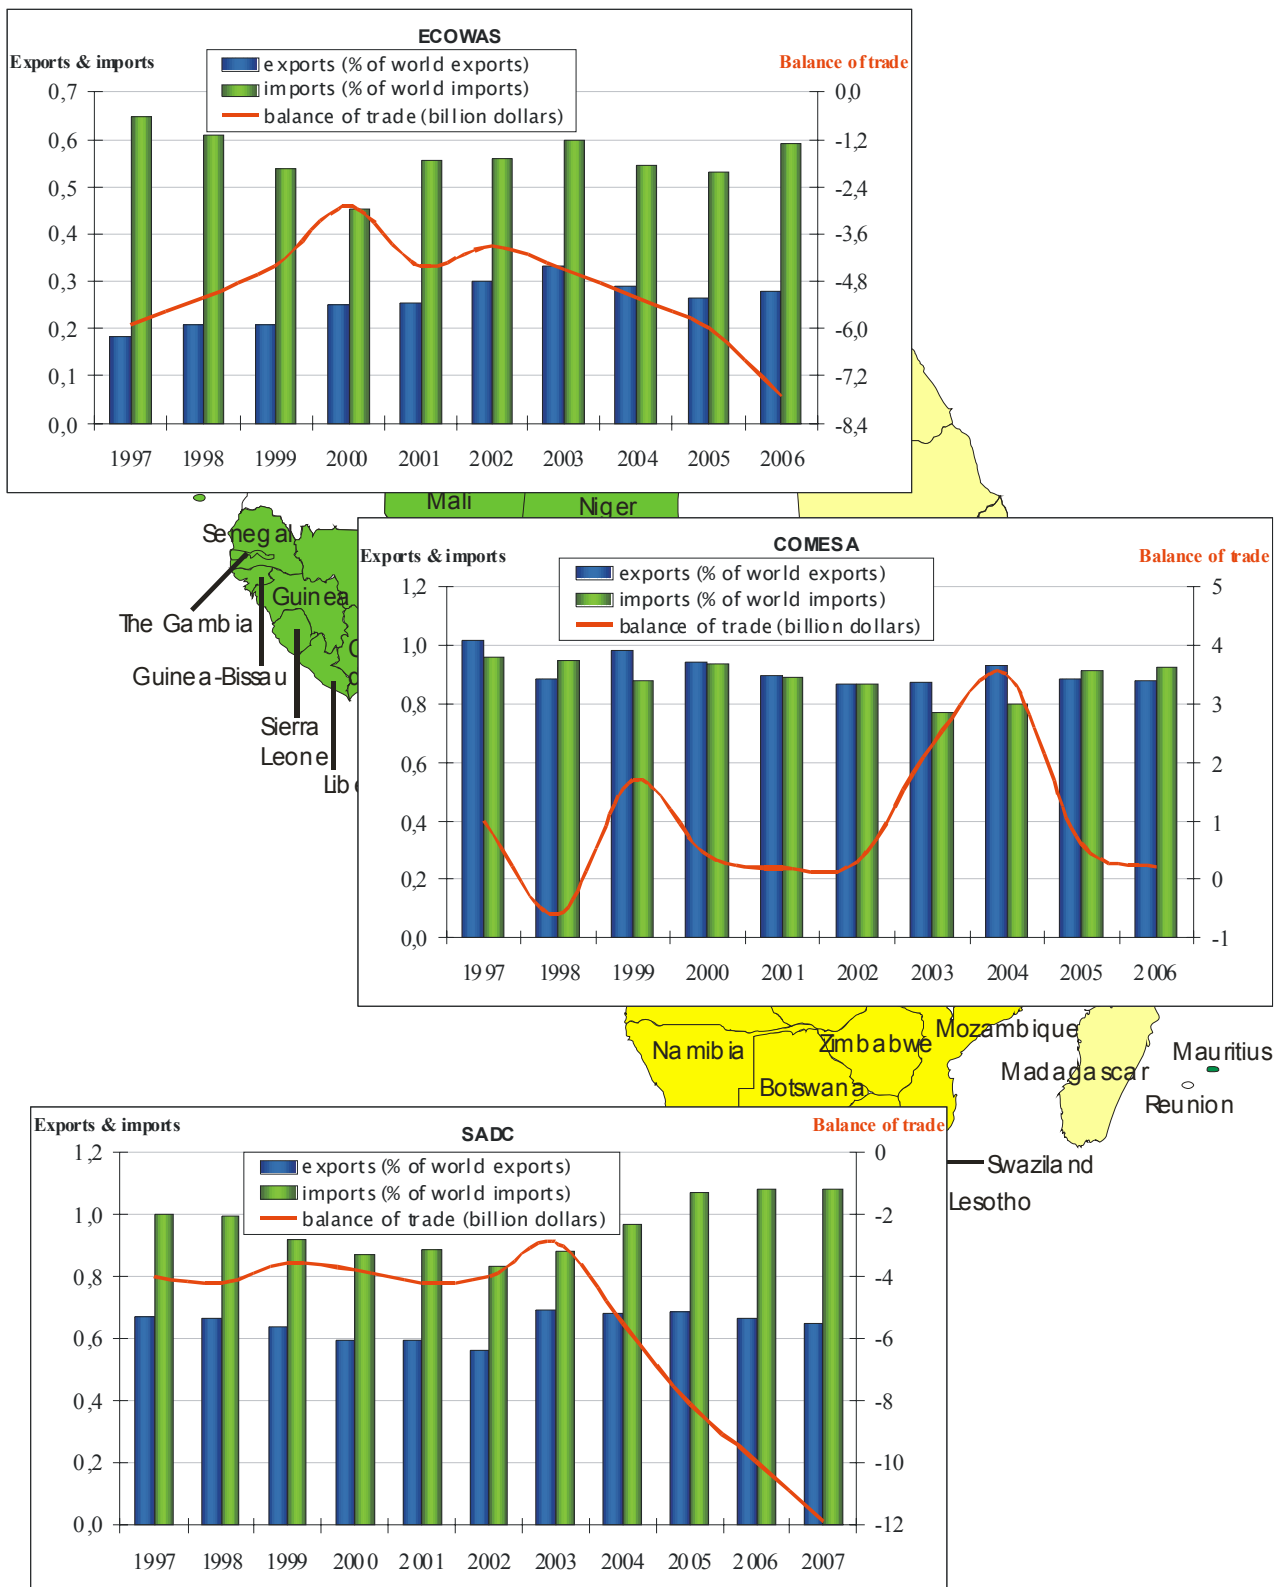 ECOWAS
Exports & imports
Balance of trade
exports (% of world exports)
imports (% of world imports)
balance of trade (billion dollars)
0,7
0,6
0,5
0,4
0,3
0,2
0,1
0,0
0,0
-1,2
-2,4
-3,6
-4,8
-6,0
-7,2
-8,4
1997 1998 1999 2000 2001 2002 2003 2004 2005 2006
Mali
Niger
Senegal
Guinea
The Gambia
Guinea-Bissau
Sierra
Leone
COMESA
Exports & imports
Balance of trade
exports (% of world exports)
imports (% of world imports)
balance of trade (billion dollars)
1,2
1,0
0,8
0,6
0,4
0,2
0,0
5
4
3
2
1
0
-1
1997 1998 1999 2000 2001 2002 2003 2004 2005 2006
Namibia
Zimbabwe
Mozambique
Botswana
Madagascar
Mauritius
Reunion
Swaziland
Lesotho
SADC
Exports & imports
Balance of trade
exports (% of world exports)
imports (% of world imports)
balance of trade (billion dollars)
1,2
1,0
0,8
0,6
0,4
0,2
0,0
0
-2
-4
-6
-8
-10
-12
1997 1998 1999 2000 2001 2002 2003 2004 2005 2006 2007